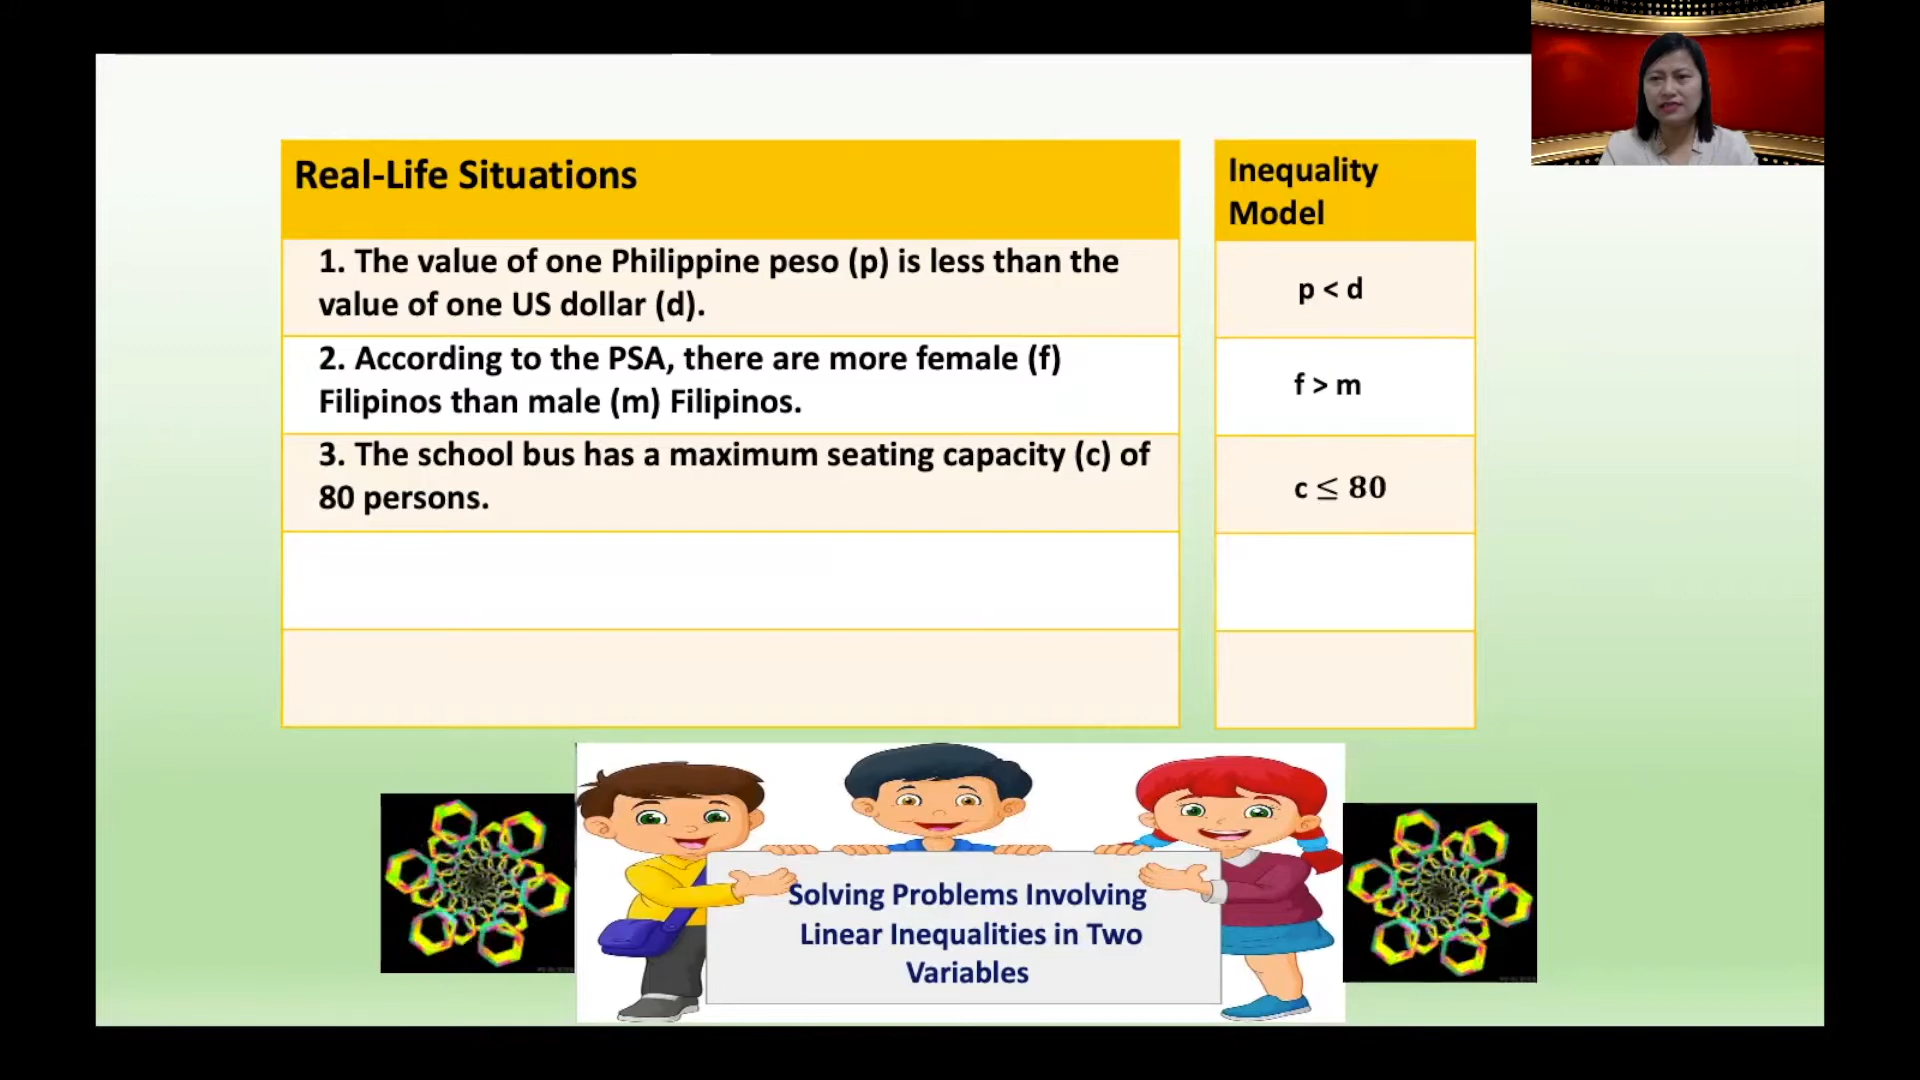 Real-Life Situations
Inequality
Model
1. The value of one Philippine peso (p) is less than the
value of one US dollar (d).
p < d
2. According to the PSA, there are more female (f)
Filipinos than male (m) Filipinos.
f > m
3. The school bus has a maximum seating capacity (c) of
80 persons.
c ≤ 80
Solving Problems Involving
Linear Inequalities in Two
Variables